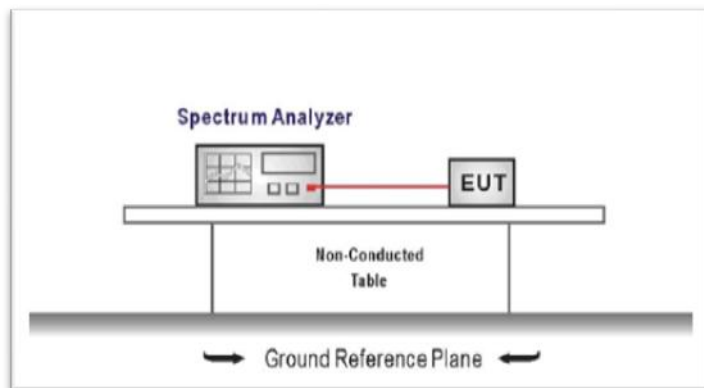 Spectrum Analyzer
EUT
Non-Conducted
Table
Ground Reference Plane